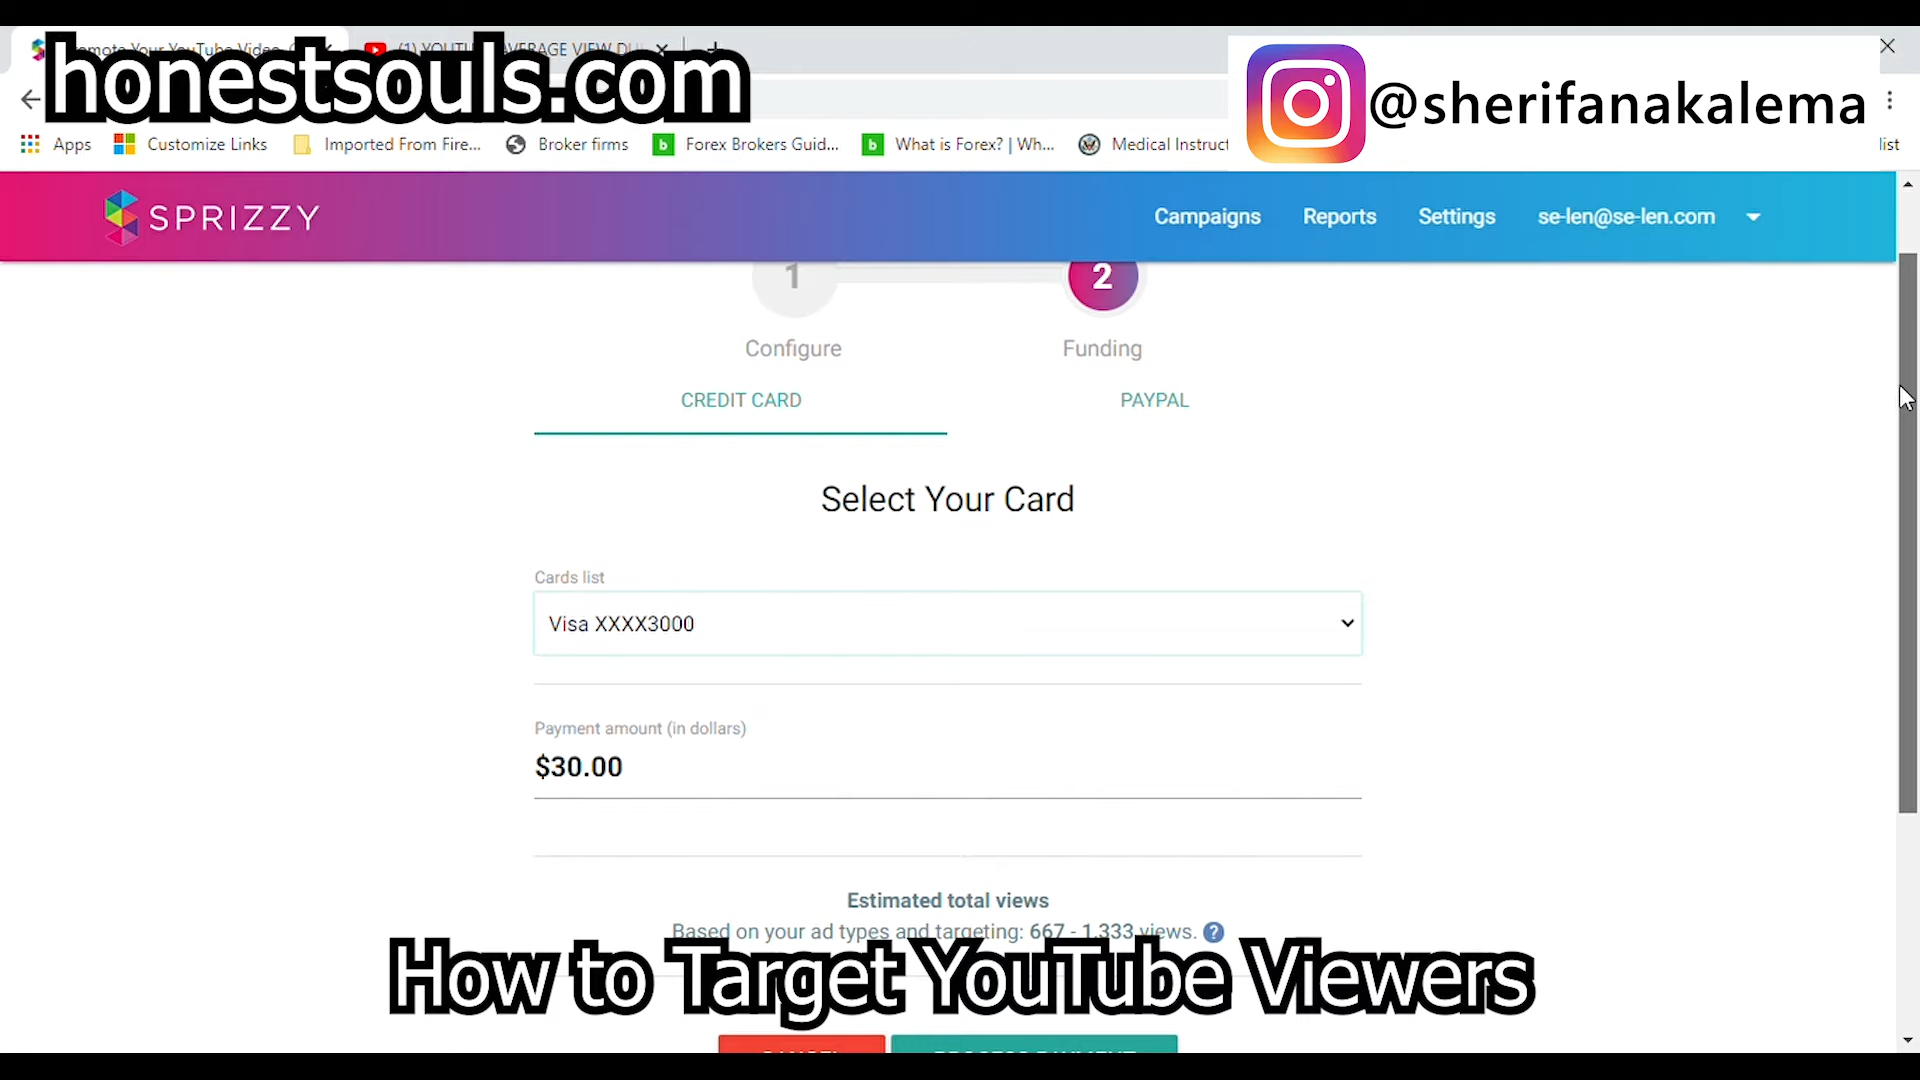 honestsouls.com
@sherifanakalema
Apps
Customize Links
Imported From Fire...
Broker firms
Forex Brokers Guid...
What is Forex? | Wh...
Medical Instruct
list
SPRIZZY
Campaigns
Reports
Settings
se-len@se-len.com
1
2
Configure
Funding
CREDIT CARD
PAYPAL
Select Your Card
Cards list
Visa XXXX3000
Payment amount (in dollars)
$30.00
Estimated total views
Based on your ad types and targeting: 667 - 1,333 views. ?
How to Target YouTube Viewers